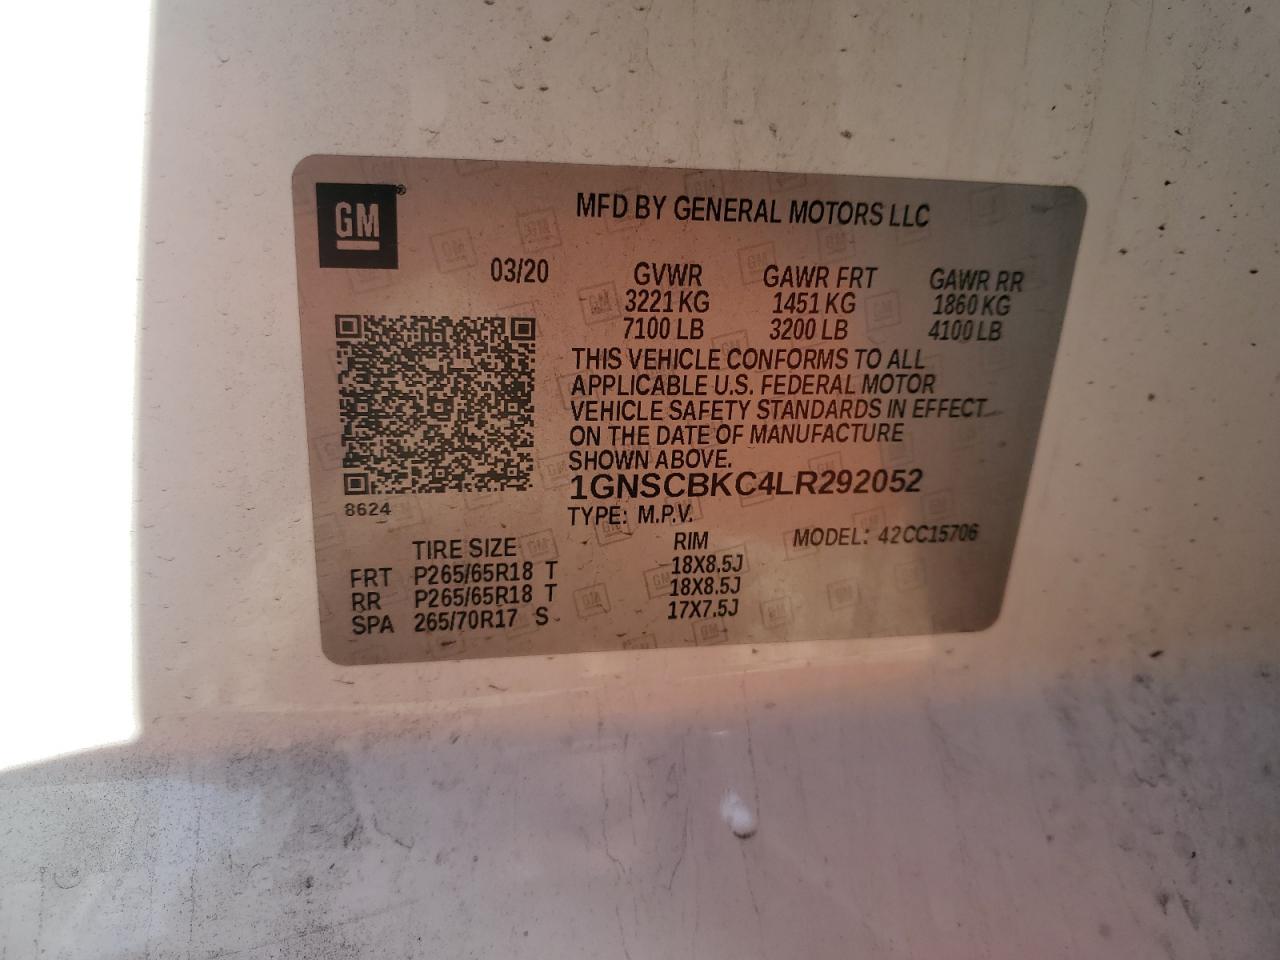 GM ®
MFD BY GENERAL MOTORS LLC
03/20
GVWR GAWR FRT GAWR RR
3221 KG 1451 KG 1860 KG
7100 LB 3200 LB 4100 LB
THIS VEHICLE CONFORMS TO ALL
APPLICABLE U.S. FEDERAL MOTOR
VEHICLE SAFETY STANDARDS IN EFFECT
ON THE DATE OF MANUFACTURE
SHOWN ABOVE.
1GNSCBKC4LR292052
8624
TYPE: M.P.V.
MODEL: 42CC15706
TIRE SIZE RIM
FRT P265/65R18 T 18X8.5J
RR P265/65R18 T 18X8.5J
SPA 265/70R17 S 17X7.5J